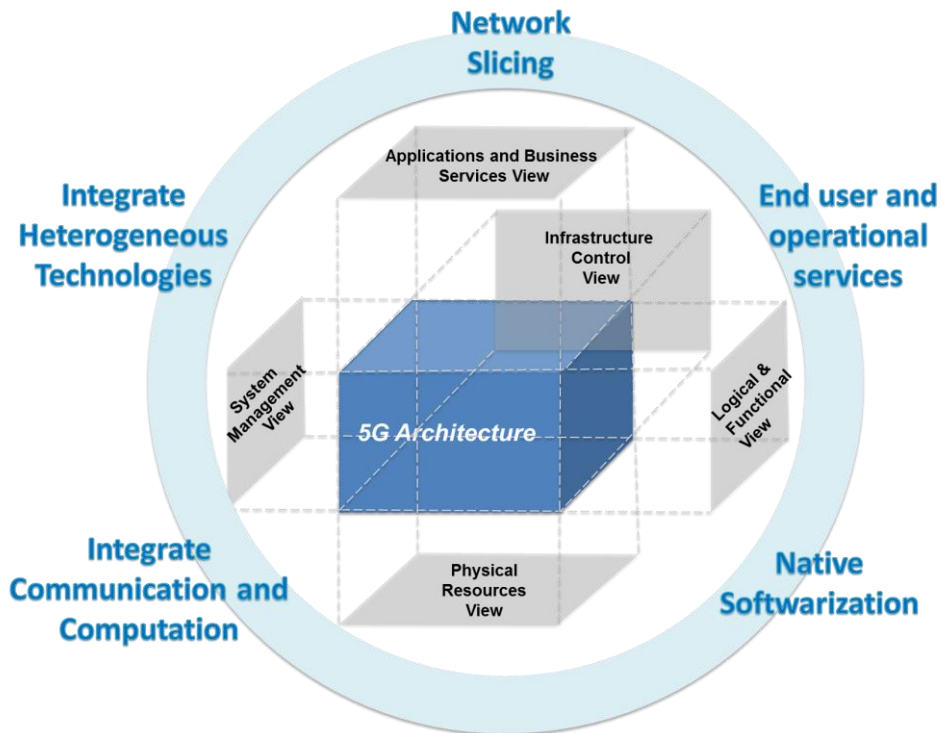 Network
Slicing
Applications and Business
Services View
Integrate
Heterogeneous
Technologies
End user and
operational
services
Infrastructure
Control
View
System
Management
View
Logical &
Functional
View
5G Architecture
Integrate
Communication and
Computation
Physical
Resources
View
Native
Softwarization